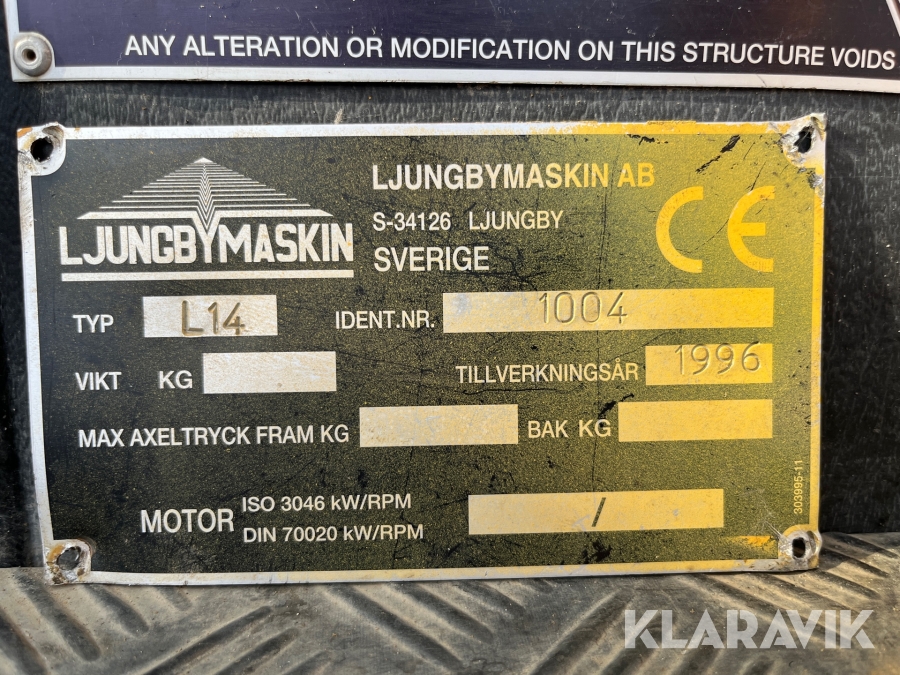 ANY ALTERATION OR MODIFICATION ON THIS STRUCTURE VOIDS
LJUNGBYMASKIN
LJUNGBYMASKIN AB
S-34126 LJUNGBY
SVERIGE
CE
TYP L14 IDENT.NR. 1004
VIKT KG TILLVERKNINGSÅR 1996
MAX AXELTRYCK FRAM KG BAK KG
MOTOR ISO 3046 kW/RPM /
DIN 70020 kW/RPM
303995-11
KLARAVIK